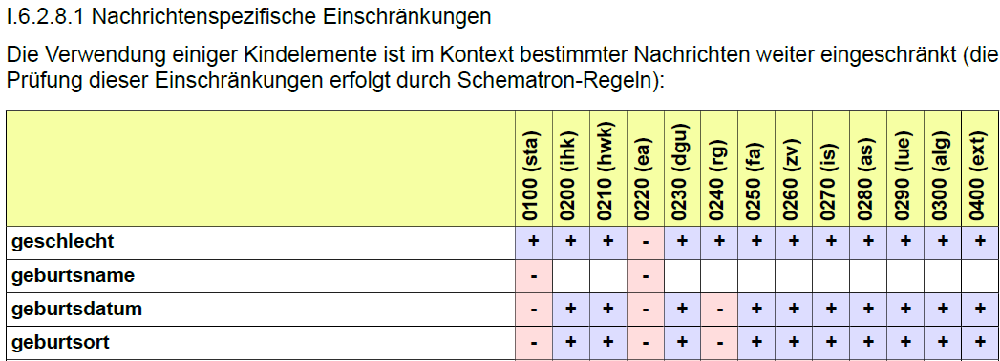 I.6.2.8.1 Nachrichtenspezifische Einschränkungen
Die Verwendung einiger Kindelemente ist im Kontext bestimmter Nachrichten weiter eingeschränkt (die
Prüfung dieser Einschränkungen erfolgt durch Schematron-Regeln):
0100 (sta) 0200 (ihk) 0210 (hwk) 0220 (ea) 0230 (dgu) 0240 (rg) 0250 (fa) 0260 (zv) 0270 (is) 0280 (as) 0290 (lue) 0300 (alg) 0400 (ext)
geschlecht + + + - + + + + + + + + +
geburtsname - -
geburtsdatum - + + - + - + + + + + + +
geburtsort - + + - + - + + + + + + +